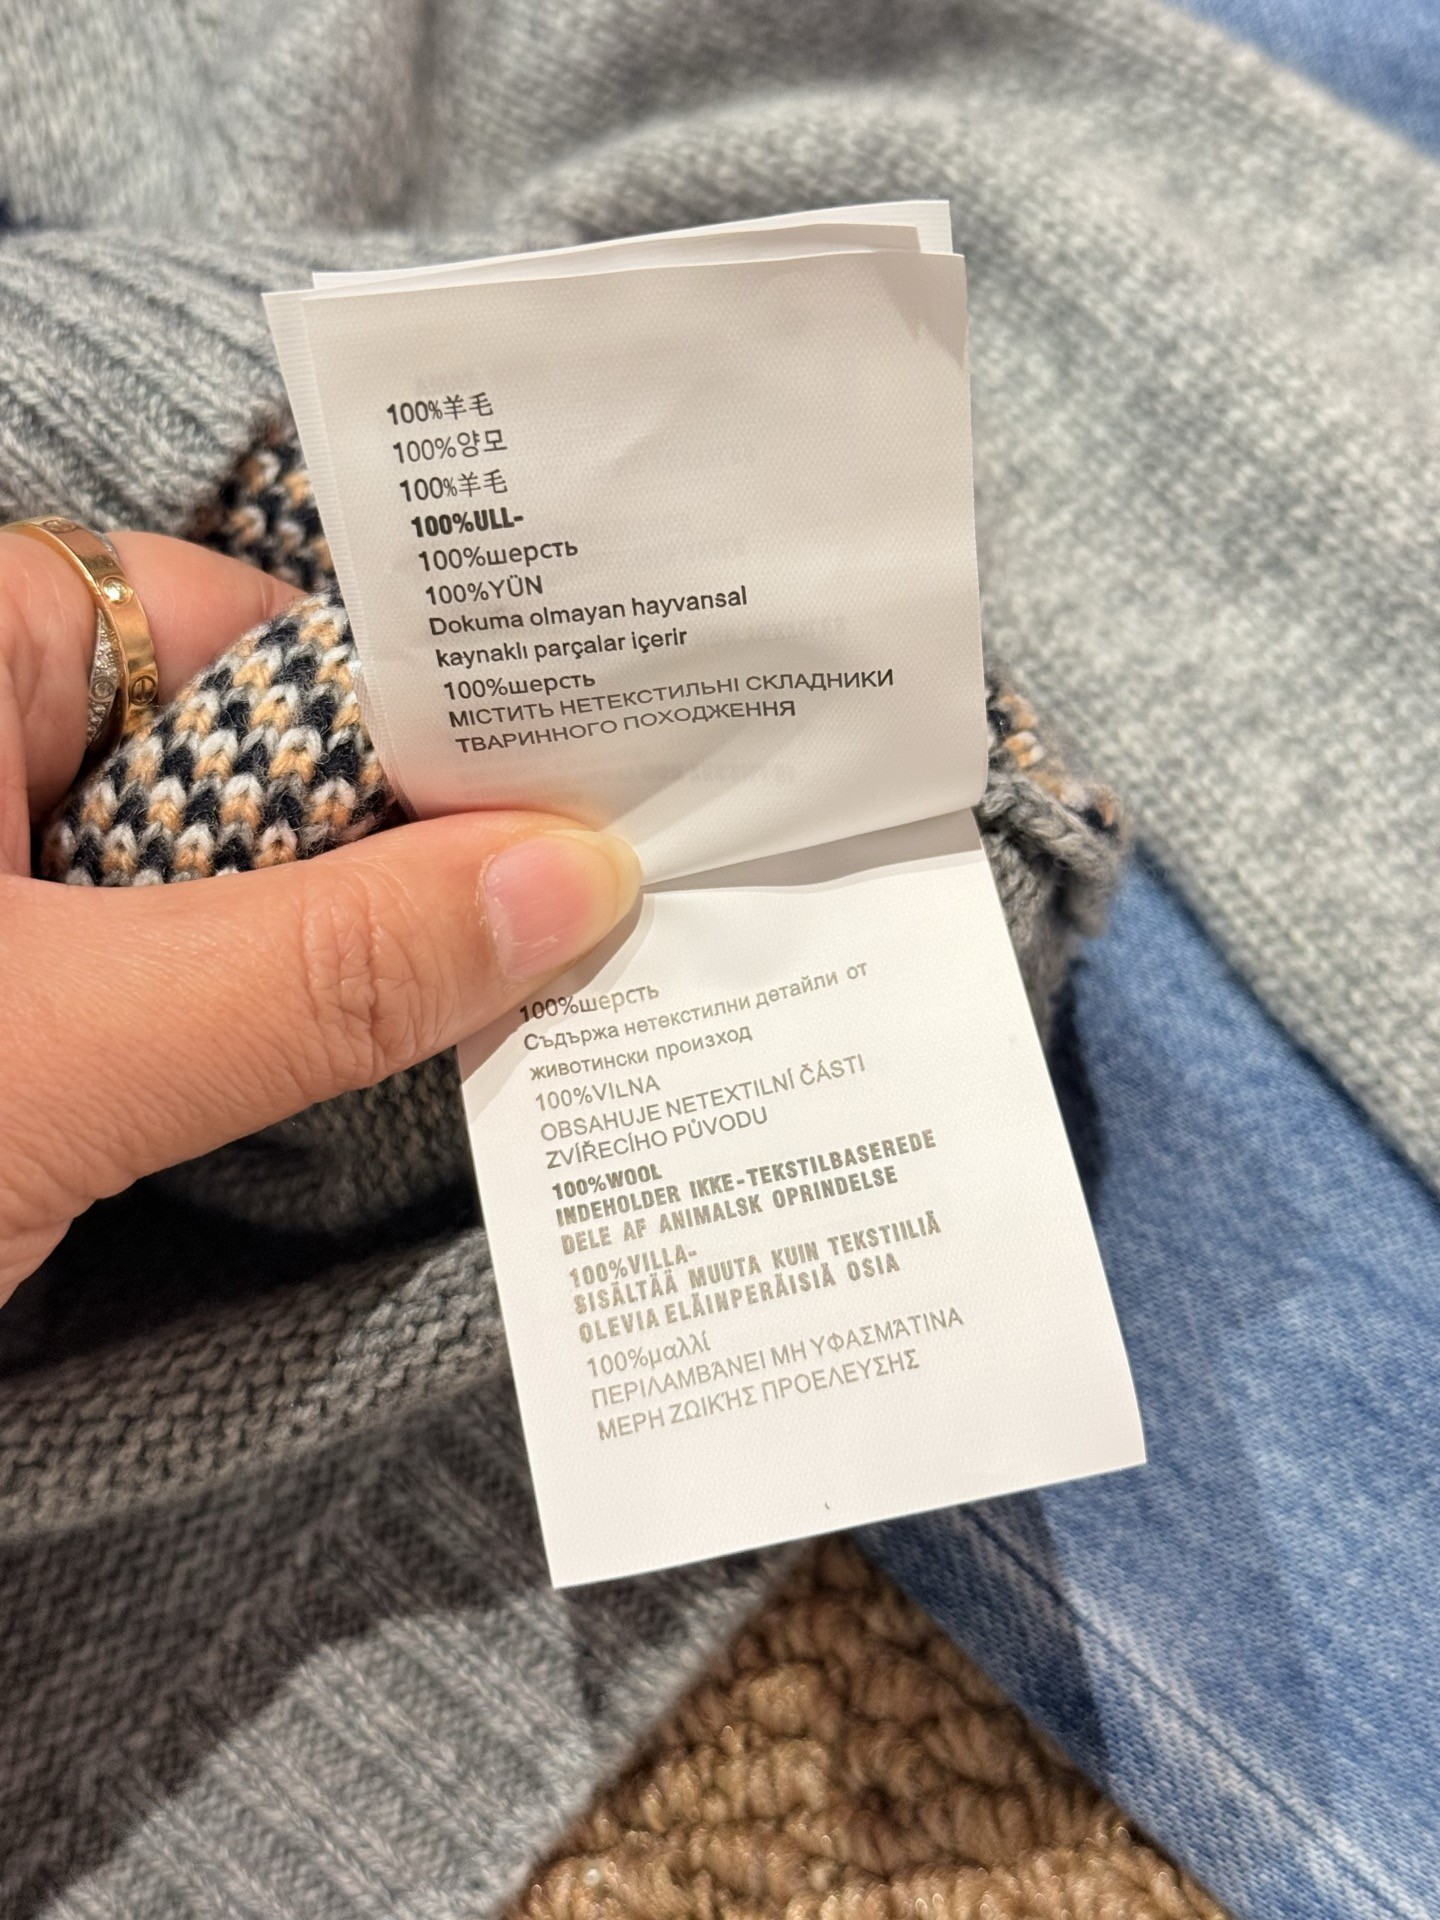 100%羊毛
100%양모
100%羊毛
100%ULL-
100%шерсть
100%YÜN
Dokuma olmayan hayvansal
kaynaklı parçalar içerir
100%шерсть
МІСТИТЬ НЕТЕКСТИЛЬНІ СКЛАДНИКИ
ТВАРИННОГО ПОХОДЖЕННЯ
100%шерсть
Съдържа нетекстилни детайли от
животински произход
100%VILNA
OBSAHUJE NETEXTILNÍ ČÁSTI
ZVÍŘECÍHO PŮVODU
100%WOOL
INDEHOLDER IKKE-TEKSTILBASEREDE
DELE AF ANIMALSK OPRINDELSE
100%VILLA-
SISÄLTÄÄ MUUTA KUIN TEKSTIILIÄ
OLEVIA ELÄINPERÄISIÄ OSIA
100%μαλλί
ΠΕΡΙΛΑΜΒΆΝΕΙ ΜΗ ΥΦΑΣΜΆΤΙΝΑ
ΜΕΡΗ ΖΩΙΚΉΣ ΠΡΟΕΛΕΥΣΗΣ